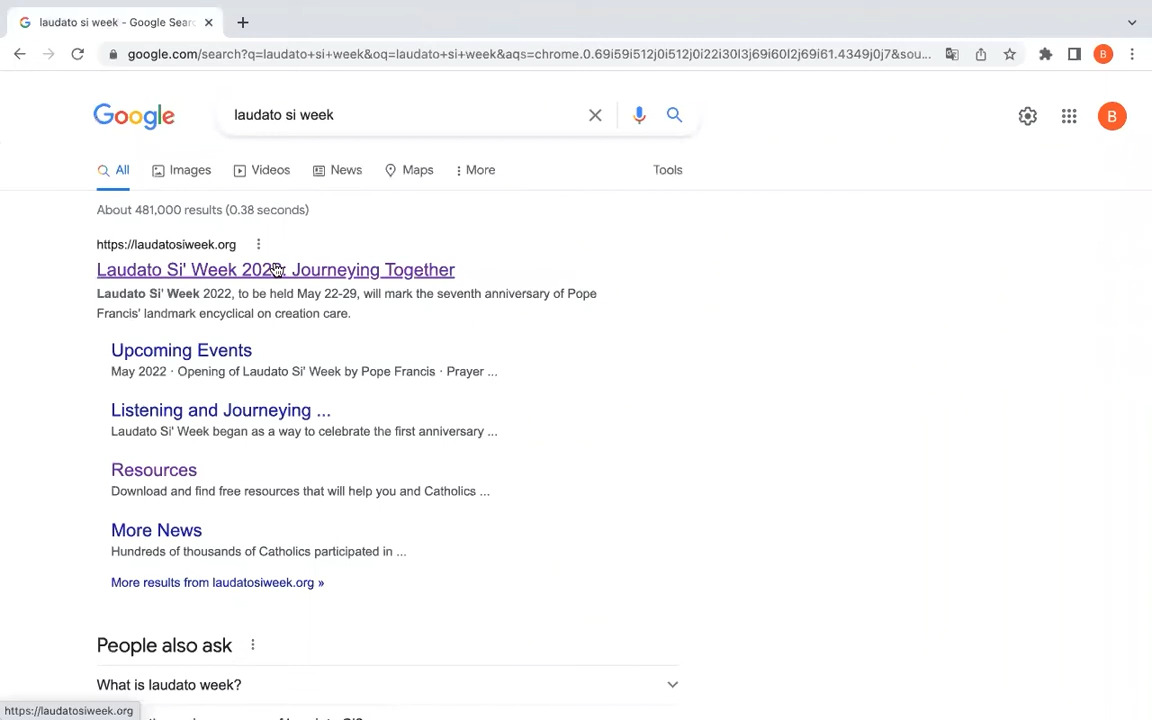 laudato si week - Google Searc
google.com/search?q=laudato+si+week&oq=laudato+si+week&aqs=chrome.0.69i59i512j0i512j0i22i30l3j69i60l2j69i61.4349j0j7&sou...
B
Google
laudato si week
B
All
Images
Videos
News
Maps
More
Tools
About 481,000 results (0.38 seconds)
https://laudatosiweek.org
Laudato Si' Week 202 Journeying Together
Laudato Si' Week 2022, to be held May 22-29, will mark the seventh anniversary of Pope
Francis' landmark encyclical on creation care.
Upcoming Events
May 2022 · Opening of Laudato Si' Week by Pope Francis · Prayer ...
Listening and Journeying ...
Laudato Si' Week began as a way to celebrate the first anniversary ...
Resources
Download and find free resources that will help you and Catholics ...
More News
Hundreds of thousands of Catholics participated in ...
More results from laudatosiweek.org »
People also ask
What is laudato week?
https://laudatosiweek.org